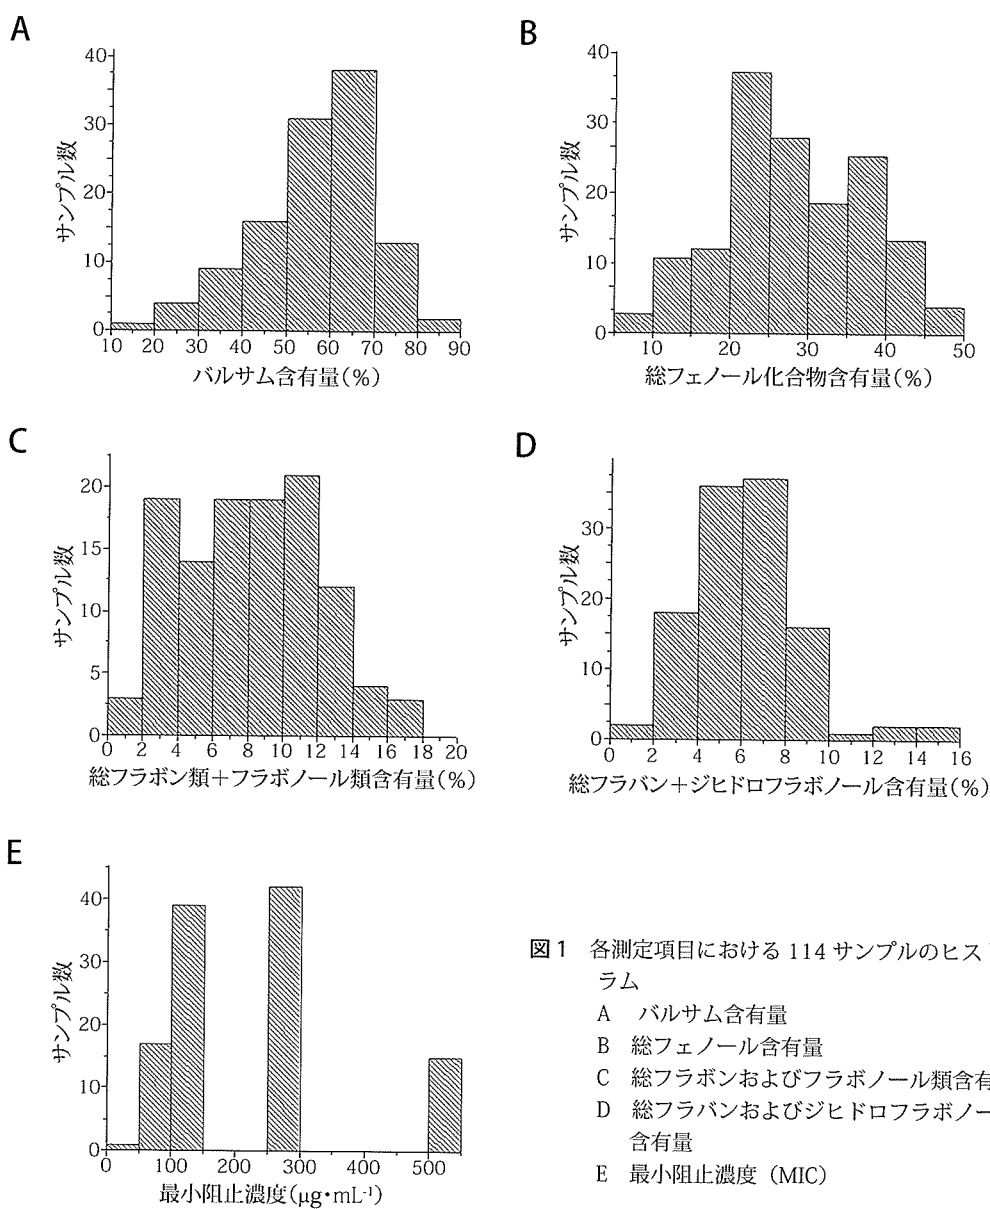 A
40
30
20
10
0
サンプル数
10 20 30 40 50 60 70 80 90
バルサム含有量(%)
B
40
30
20
10
0
サンプル数
10 20 30 40 50
総フェノール化合物含有量(%)
C
20
15
10
5
0
サンプル数
0 2 4 6 8 10 12 14 16 18 20
総フラボン類+フラボノール類含有量(%)
D
30
20
10
0
サンプル数
0 2 4 6 8 10 12 14 16
総フラバン+ジヒドロフラボノール含有量(%)
E
40
30
20
10
0
サンプル数
0 100 200 300 400 500
最小阻止濃度(μg・mL⁻¹)
図1 各測定項目における 114 サンプルのヒス
ラム
A バルサム含有量
B 総フェノール含有量
C 総フラボンおよびフラボノール類含有
D 総フラバンおよびジヒドロフラボノー
含有量
E 最小阻止濃度(MIC)